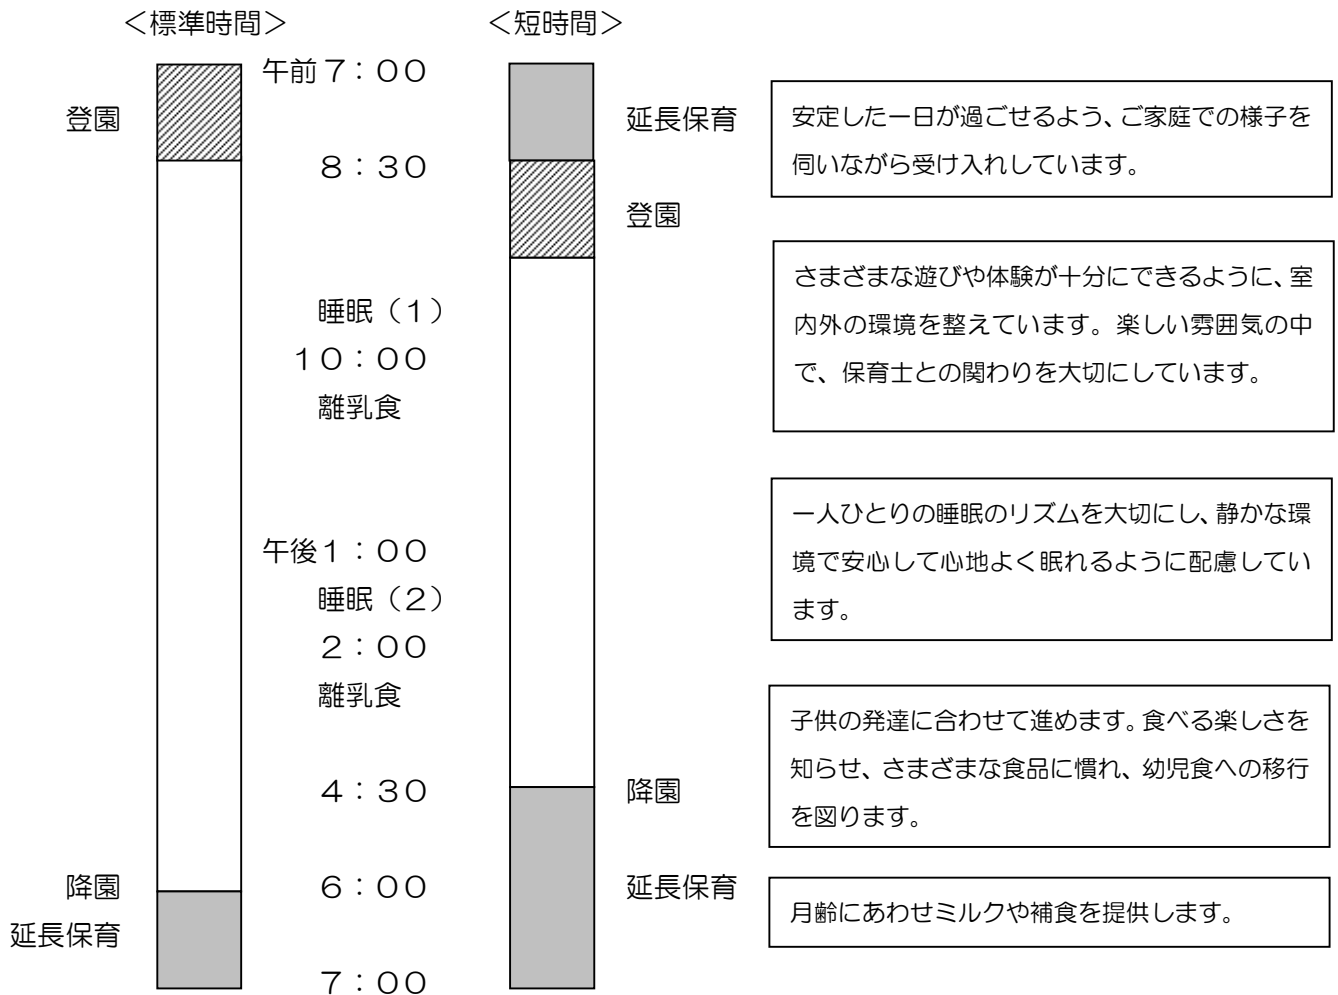 ＜標準時間＞
＜短時間＞
午前７：００
登園
延長保育
８：３０
登園
睡眠（１）
１０：００
離乳食
午後１：００
睡眠（２）
２：００
離乳食
４：３０
降園
降園
６：００
延長保育
延長保育
７：００
安定した一日が過ごせるよう、ご家庭での様子を
伺いながら受け入れしています。
さまざまな遊びや体験が十分にできるように、室
内外の環境を整えています。楽しい雰囲気の中
で、保育士との関わりを大切にしています。
一人ひとりの睡眠のリズムを大切にし、静かな環
境で安心して心地よく眠れるように配慮してい
ます。
子供の発達に合わせて進めます。食べる楽しさを
知らせ、さまざまな食品に慣れ、幼児食への移行
を図ります。
月齢にあわせミルクや補食を提供します。